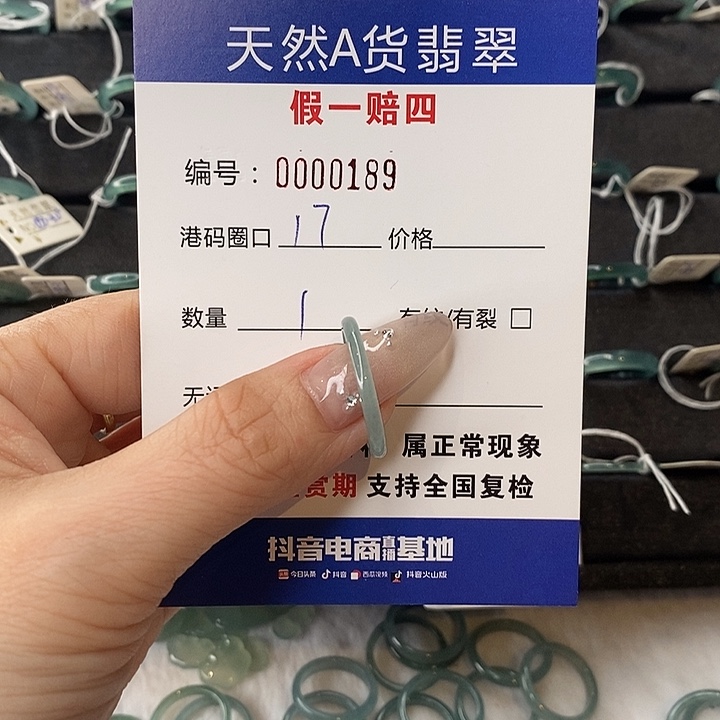 天然A货翡翠
假一赔四
编号：0000189
港码圈口 17 价格
数量 1 有纹/有裂 □
无
属正常现象
赏期 支持全国复检
抖音电商直播基地
今日头条 抖音 西瓜视频 抖音火山版